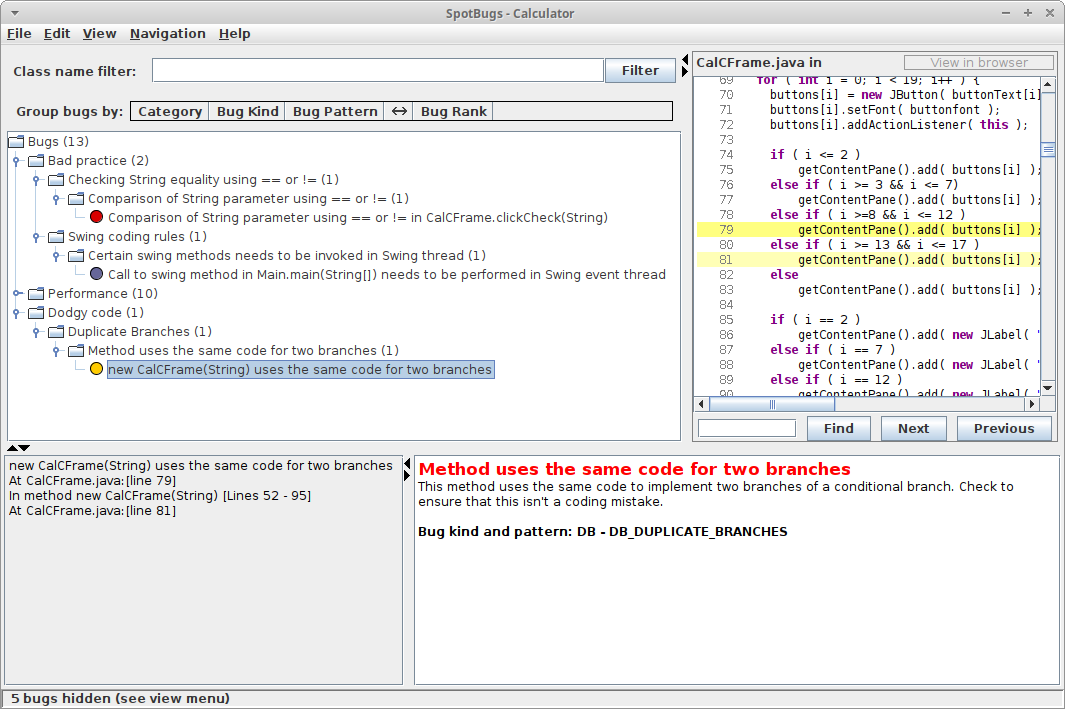 SpotBugs - Calculator
File Edit View Navigation Help
Class name filter:
Filter
Group bugs by: Category Bug Kind Bug Pattern ↔ Bug Rank
Bugs (13)
Bad practice (2)
Checking String equality using == or != (1)
Comparison of String parameter using == or != (1)
Comparison of String parameter using == or != in CalCFrame.clickCheck(String)
Swing coding rules (1)
Certain swing methods needs to be invoked in Swing thread (1)
Call to swing method in Main.main(String[]) needs to be performed in Swing event thread
Performance (10)
Dodgy code (1)
Duplicate Branches (1)
Method uses the same code for two branches (1)
new CalCFrame(String) uses the same code for two branches
CalCFrame.java in
View in browser
69 for ( int i = 0; i < 19; i++ ) {
70 buttons[i] = new JButton( buttonText[i]
71 buttons[i].setFont( buttonfont );
72 buttons[i].addActionListener( this );
73
74 if ( i <= 2 )
75 getContentPane().add( buttons[i] );
76 else if ( i >= 3 && i <= 7)
77 getContentPane().add( buttons[i] );
78 else if ( i >=8 && i <= 12 )
79 getContentPane().add( buttons[i] );
80 else if ( i >= 13 && i <= 17 )
81 getContentPane().add( buttons[i] );
82 else
83 getContentPane().add( buttons[i] );
84
85 if ( i == 2 )
86 getContentPane().add( new JLabel( "
87 else if ( i == 7 )
88 getContentPane().add( new JLabel( "
89 else if ( i == 12 )
90 getContentPane().add( new JLabel( "
Find Next Previous
new CalCFrame(String) uses the same code for two branches
At CalCFrame.java:[line 79]
In method new CalCFrame(String) [Lines 52 - 95]
At CalCFrame.java:[line 81]
Method uses the same code for two branches
This method uses the same code to implement two branches of a conditional branch. Check to
ensure that this isn't a coding mistake.
Bug kind and pattern: DB - DB_DUPLICATE_BRANCHES
5 bugs hidden (see view menu)